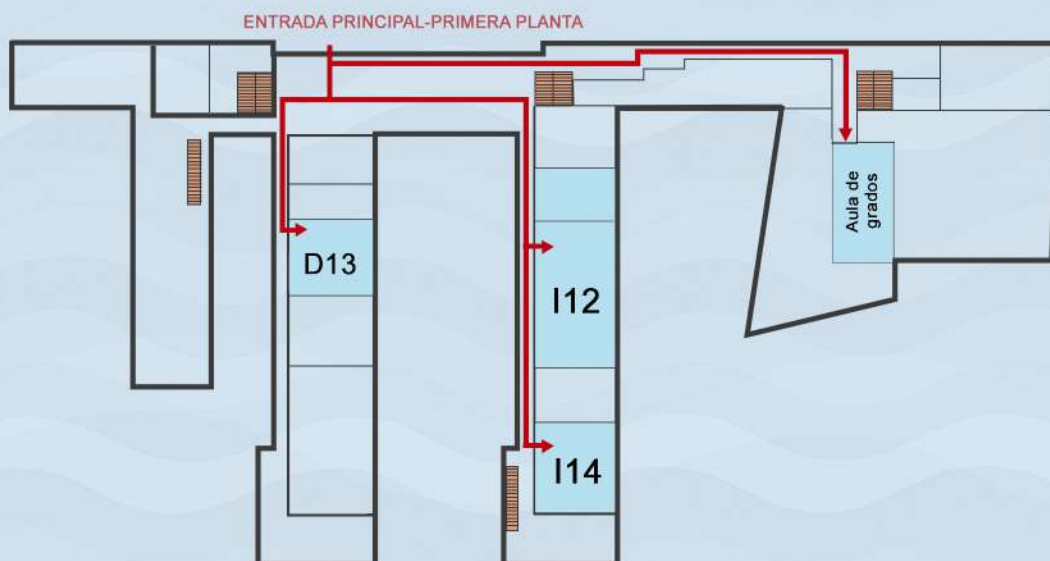 ENTRADA PRINCIPAL-PRIMERA PLANTA
Aula de
grados
D13
I12
I14